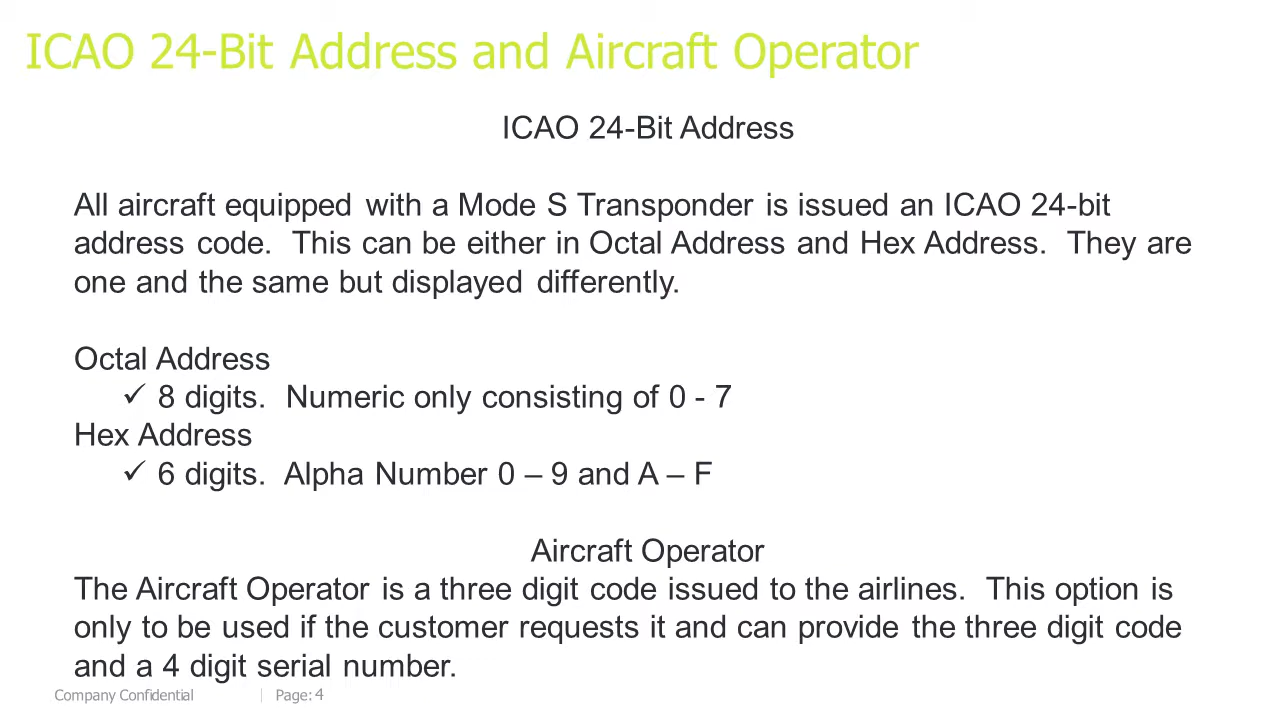 ICAO 24-Bit Address and Aircraft Operator
ICAO 24-Bit Address
All aircraft equipped with a Mode S Transponder is issued an ICAO 24-bit
address code.  This can be either in Octal Address and Hex Address.  They are
one and the same but displayed differently.
Octal Address
✓ 8 digits.  Numeric only consisting of 0 - 7
Hex Address
✓ 6 digits.  Alpha Number 0 – 9 and A – F
Aircraft Operator
The Aircraft Operator is a three digit code issued to the airlines.  This option is
only to be used if the customer requests it and can provide the three digit code
and a 4 digit serial number.
Company Confidential | Page: 4